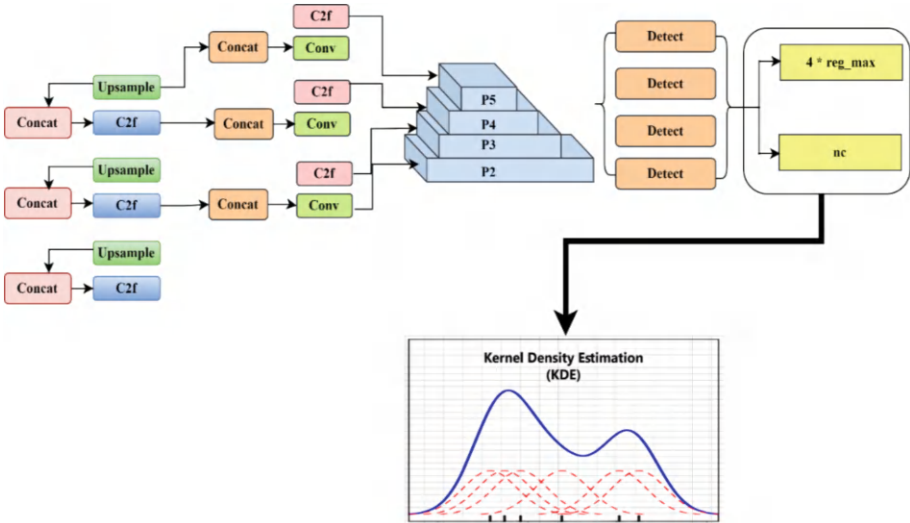 C2f
Concat
Conv
Upsample
C2f
Concat
C2f
Concat
Conv
Upsample
C2f
Concat
C2f
Concat
Conv
Upsample
Concat
C2f
P5
P4
P3
P2
Detect
Detect
Detect
Detect
4 * reg_max
nc
Kernel Density Estimation
(KDE)